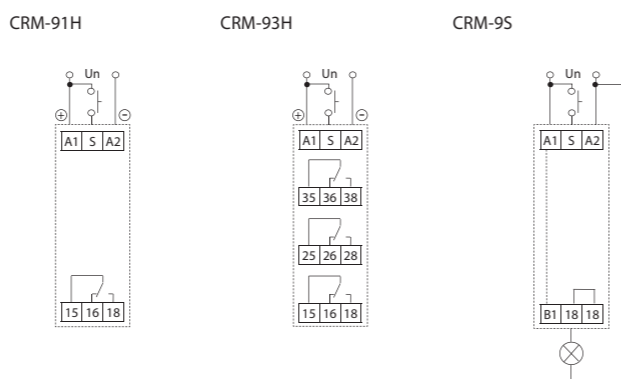 CRM-91H CRM-93H CRM-9S
Un Un Un
+ - + -
A1 S A2 A1 S A2 A1 S A2
35 36 38
25 26 28
15 16 18 15 16 18 B1 18 18